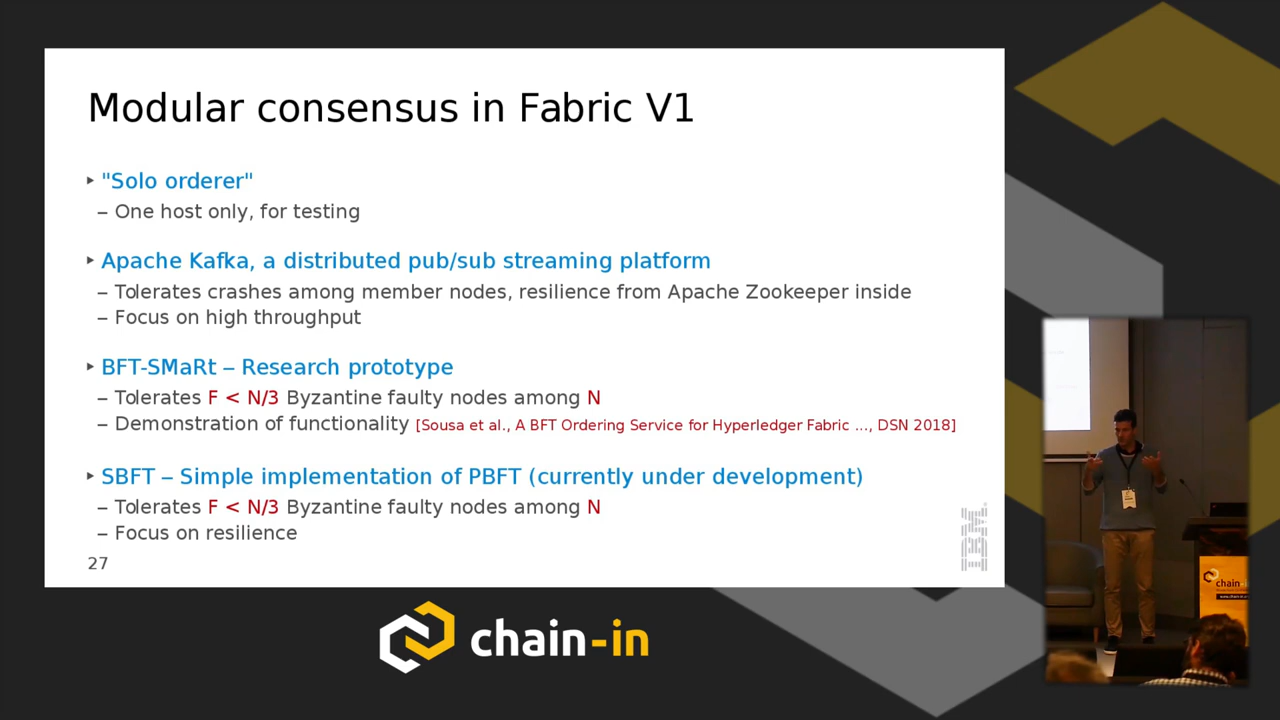 Modular consensus in Fabric V1
‣ "Solo orderer"
– One host only, for testing
‣ Apache Kafka, a distributed pub/sub streaming platform
– Tolerates crashes among member nodes, resilience from Apache Zookeeper inside
– Focus on high throughput
‣ BFT-SMaRt – Research prototype
– Tolerates F < N/3 Byzantine faulty nodes among N
– Demonstration of functionality [Sousa et al., A BFT Ordering Service for Hyperledger Fabric ..., DSN 2018]
‣ SBFT – Simple implementation of PBFT (currently under development)
– Tolerates F < N/3 Byzantine faulty nodes among N
– Focus on resilience
27
IBM
chain-in
chain-in